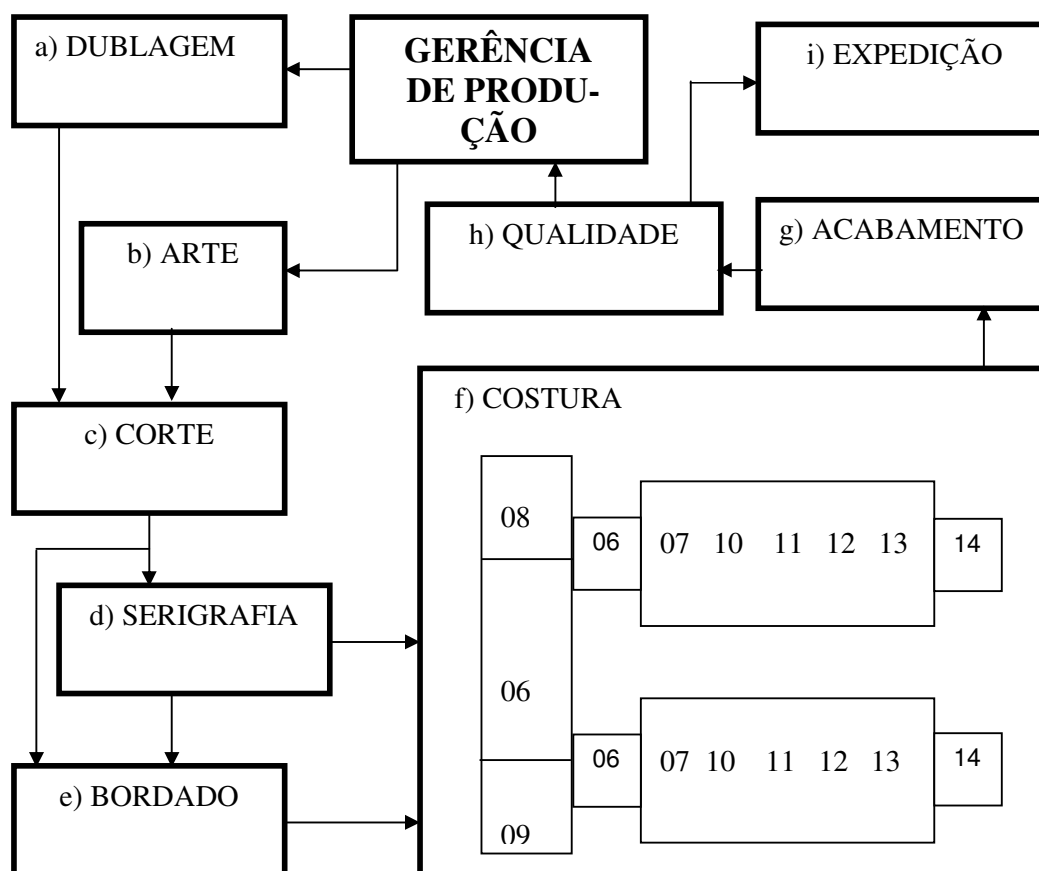 a) DUBLAGEM
GERÊNCIA
DE PRODU-
ÇÃO
i) EXPEDIÇÃO
b) ARTE
h) QUALIDADE
g) ACABAMENTO
c) CORTE
d) SERIGRAFIA
e) BORDADO
f) COSTURA
08
06
09
06
07 10 11 12 13
14
06
07 10 11 12 13
14